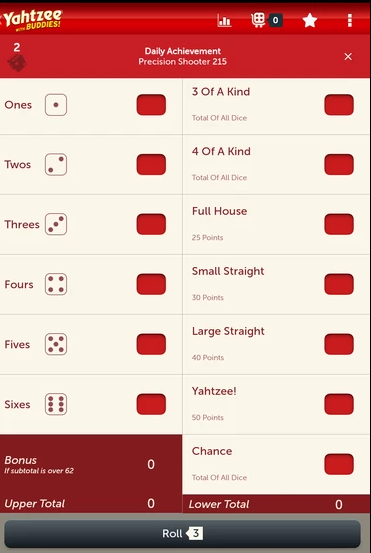 Yahtzee
WITH BUDDIES!
0
2
Daily Achievement
Precision Shooter 215
Ones
Twos
Threes
Fours
Fives
Sixes
Bonus
If subtotal is over 62
0
Upper Total
0
3 Of A Kind
Total Of All Dice
4 Of A Kind
Total Of All Dice
Full House
25 Points
Small Straight
30 Points
Large Straight
40 Points
Yahtzee!
50 Points
Chance
Total Of All Dice
Lower Total
0
Roll 3